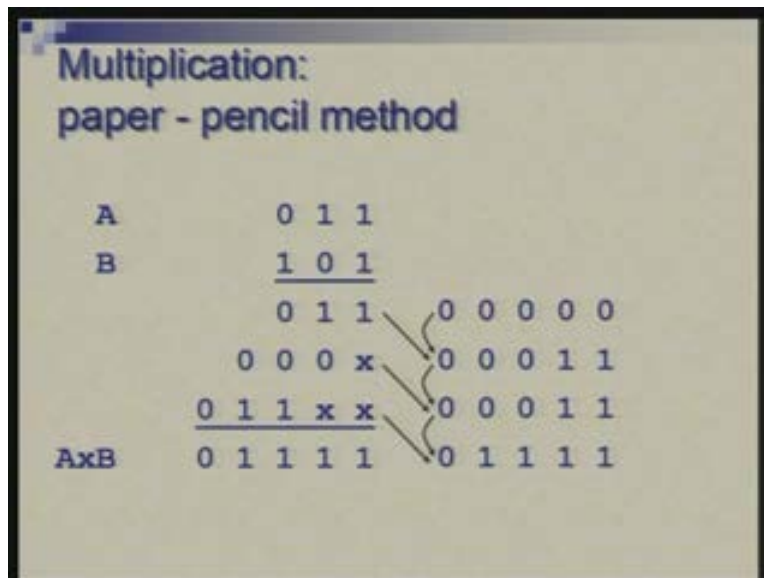 Multiplication:
paper - pencil method
A 0 1 1
B 1 0 1
0 1 1 0 0 0 0 0
0 0 0 x 0 0 0 1 1
0 1 1 x x 0 0 0 1 1
AxB 0 1 1 1 1 0 1 1 1 1